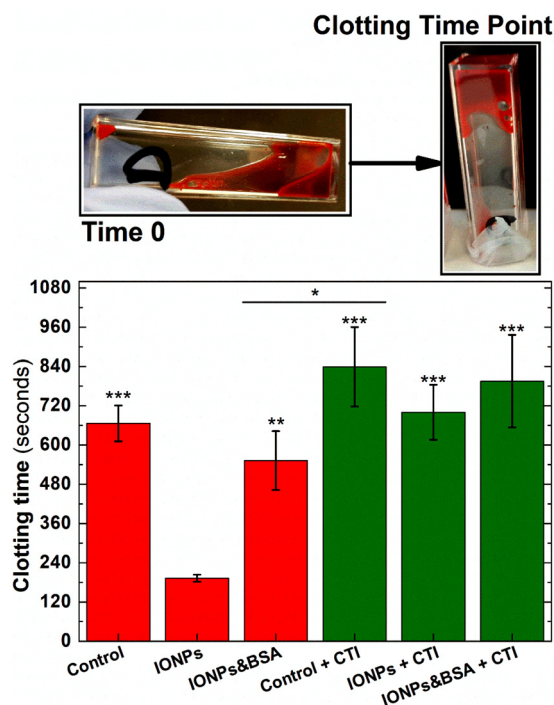 Clotting Time Point
Time 0
Clotting time (seconds)
1080
960
840
720
600
480
360
240
120
0
*
***
**
***
***
***
Control
IONPs
IONPs&BSA
Control + CTI
IONPs + CTI
IONPs&BSA + CTI